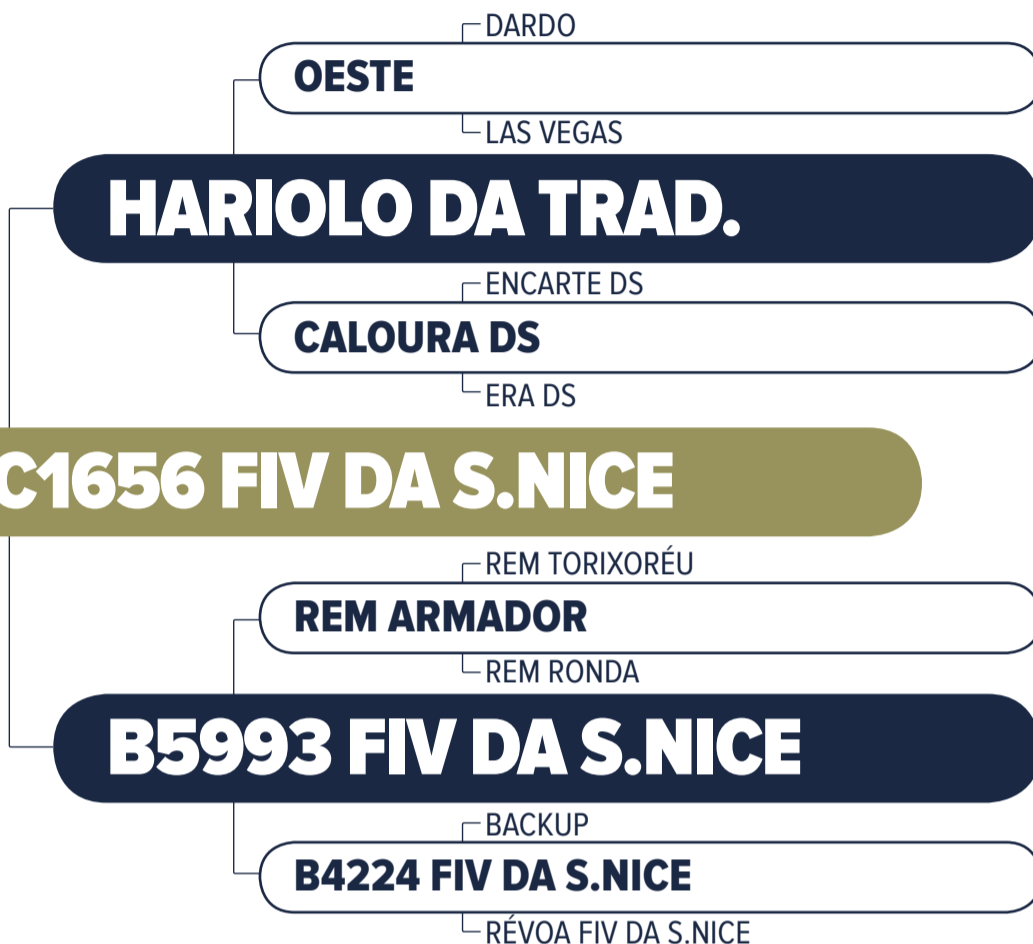 DARDO
OESTE
LAS VEGAS
HARIOLO DA TRAD.
ENCARTE DS
CALOURA DS
ERA DS
C1656 FIV DA S.NICE
REM TORIXORÉU
REM ARMADOR
REM RONDA
B5993 FIV DA S.NICE
BACKUP
B4224 FIV DA S.NICE
RÉVOA FIV DA S.NICE